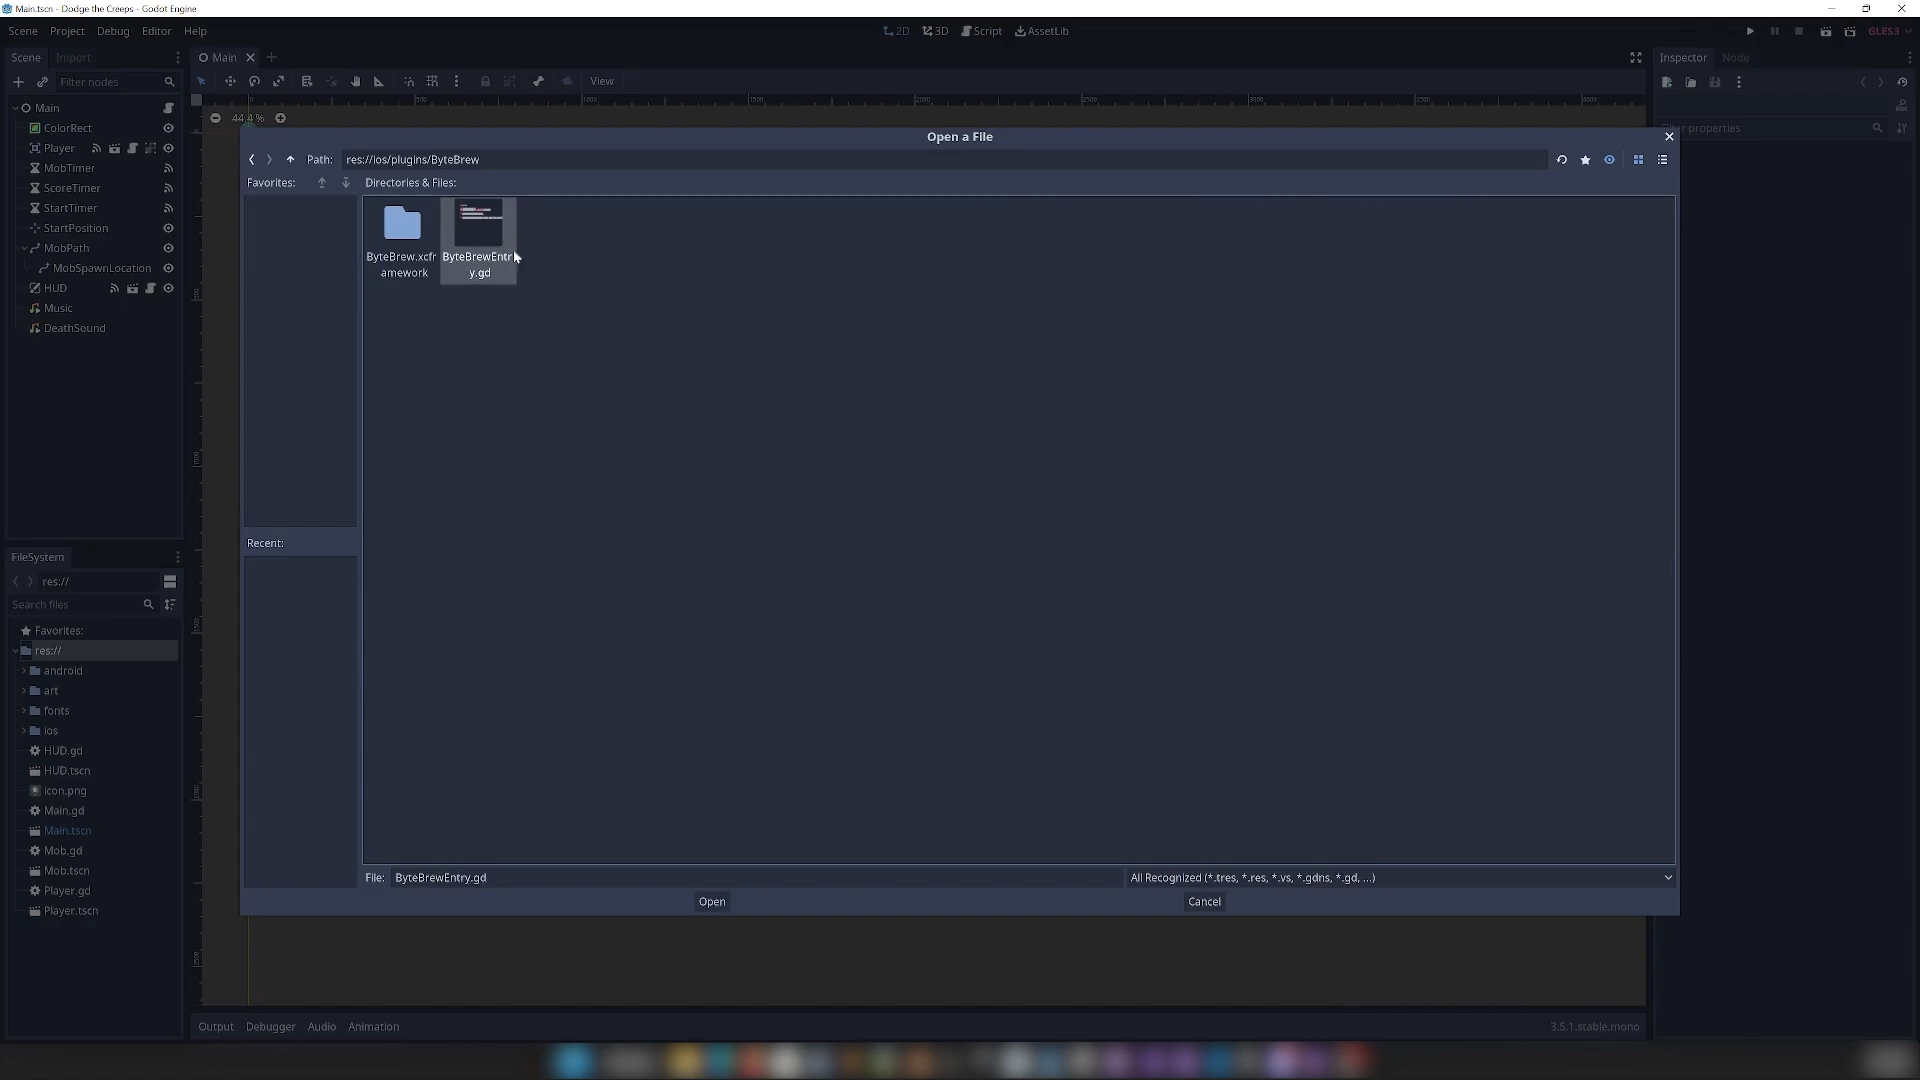 Main.tscn - Dodge the Creeps - Godot Engine
Scene Project Debug Editor Help
2D 3D Script AssetLib
GLES3
Scene Import
Main
Inspector Node
Filter nodes
View
Main
44.4 %
ColorRect
Player
MobTimer
ScoreTimer
StartTimer
StartPosition
MobPath
MobSpawnLocation
HUD
Music
DeathSound
Open a File
Path: res://ios/plugins/ByteBrew
Favorites:
Directories & Files:
ByteBrew.xcfr
amework
ByteBrewEntr
y.gd
properties
Recent:
File: ByteBrewEntry.gd
All Recognized (*.tres, *.res, *.vs, *.gdns, *.gd, ...)
Open Cancel
FileSystem
res://
Search files
Favorites:
res://
android
art
fonts
ios
HUD.gd
HUD.tscn
icon.png
Main.gd
Main.tscn
Mob.gd
Mob.tscn
Player.gd
Player.tscn
Output Debugger Audio Animation
3.5.1.stable.mono